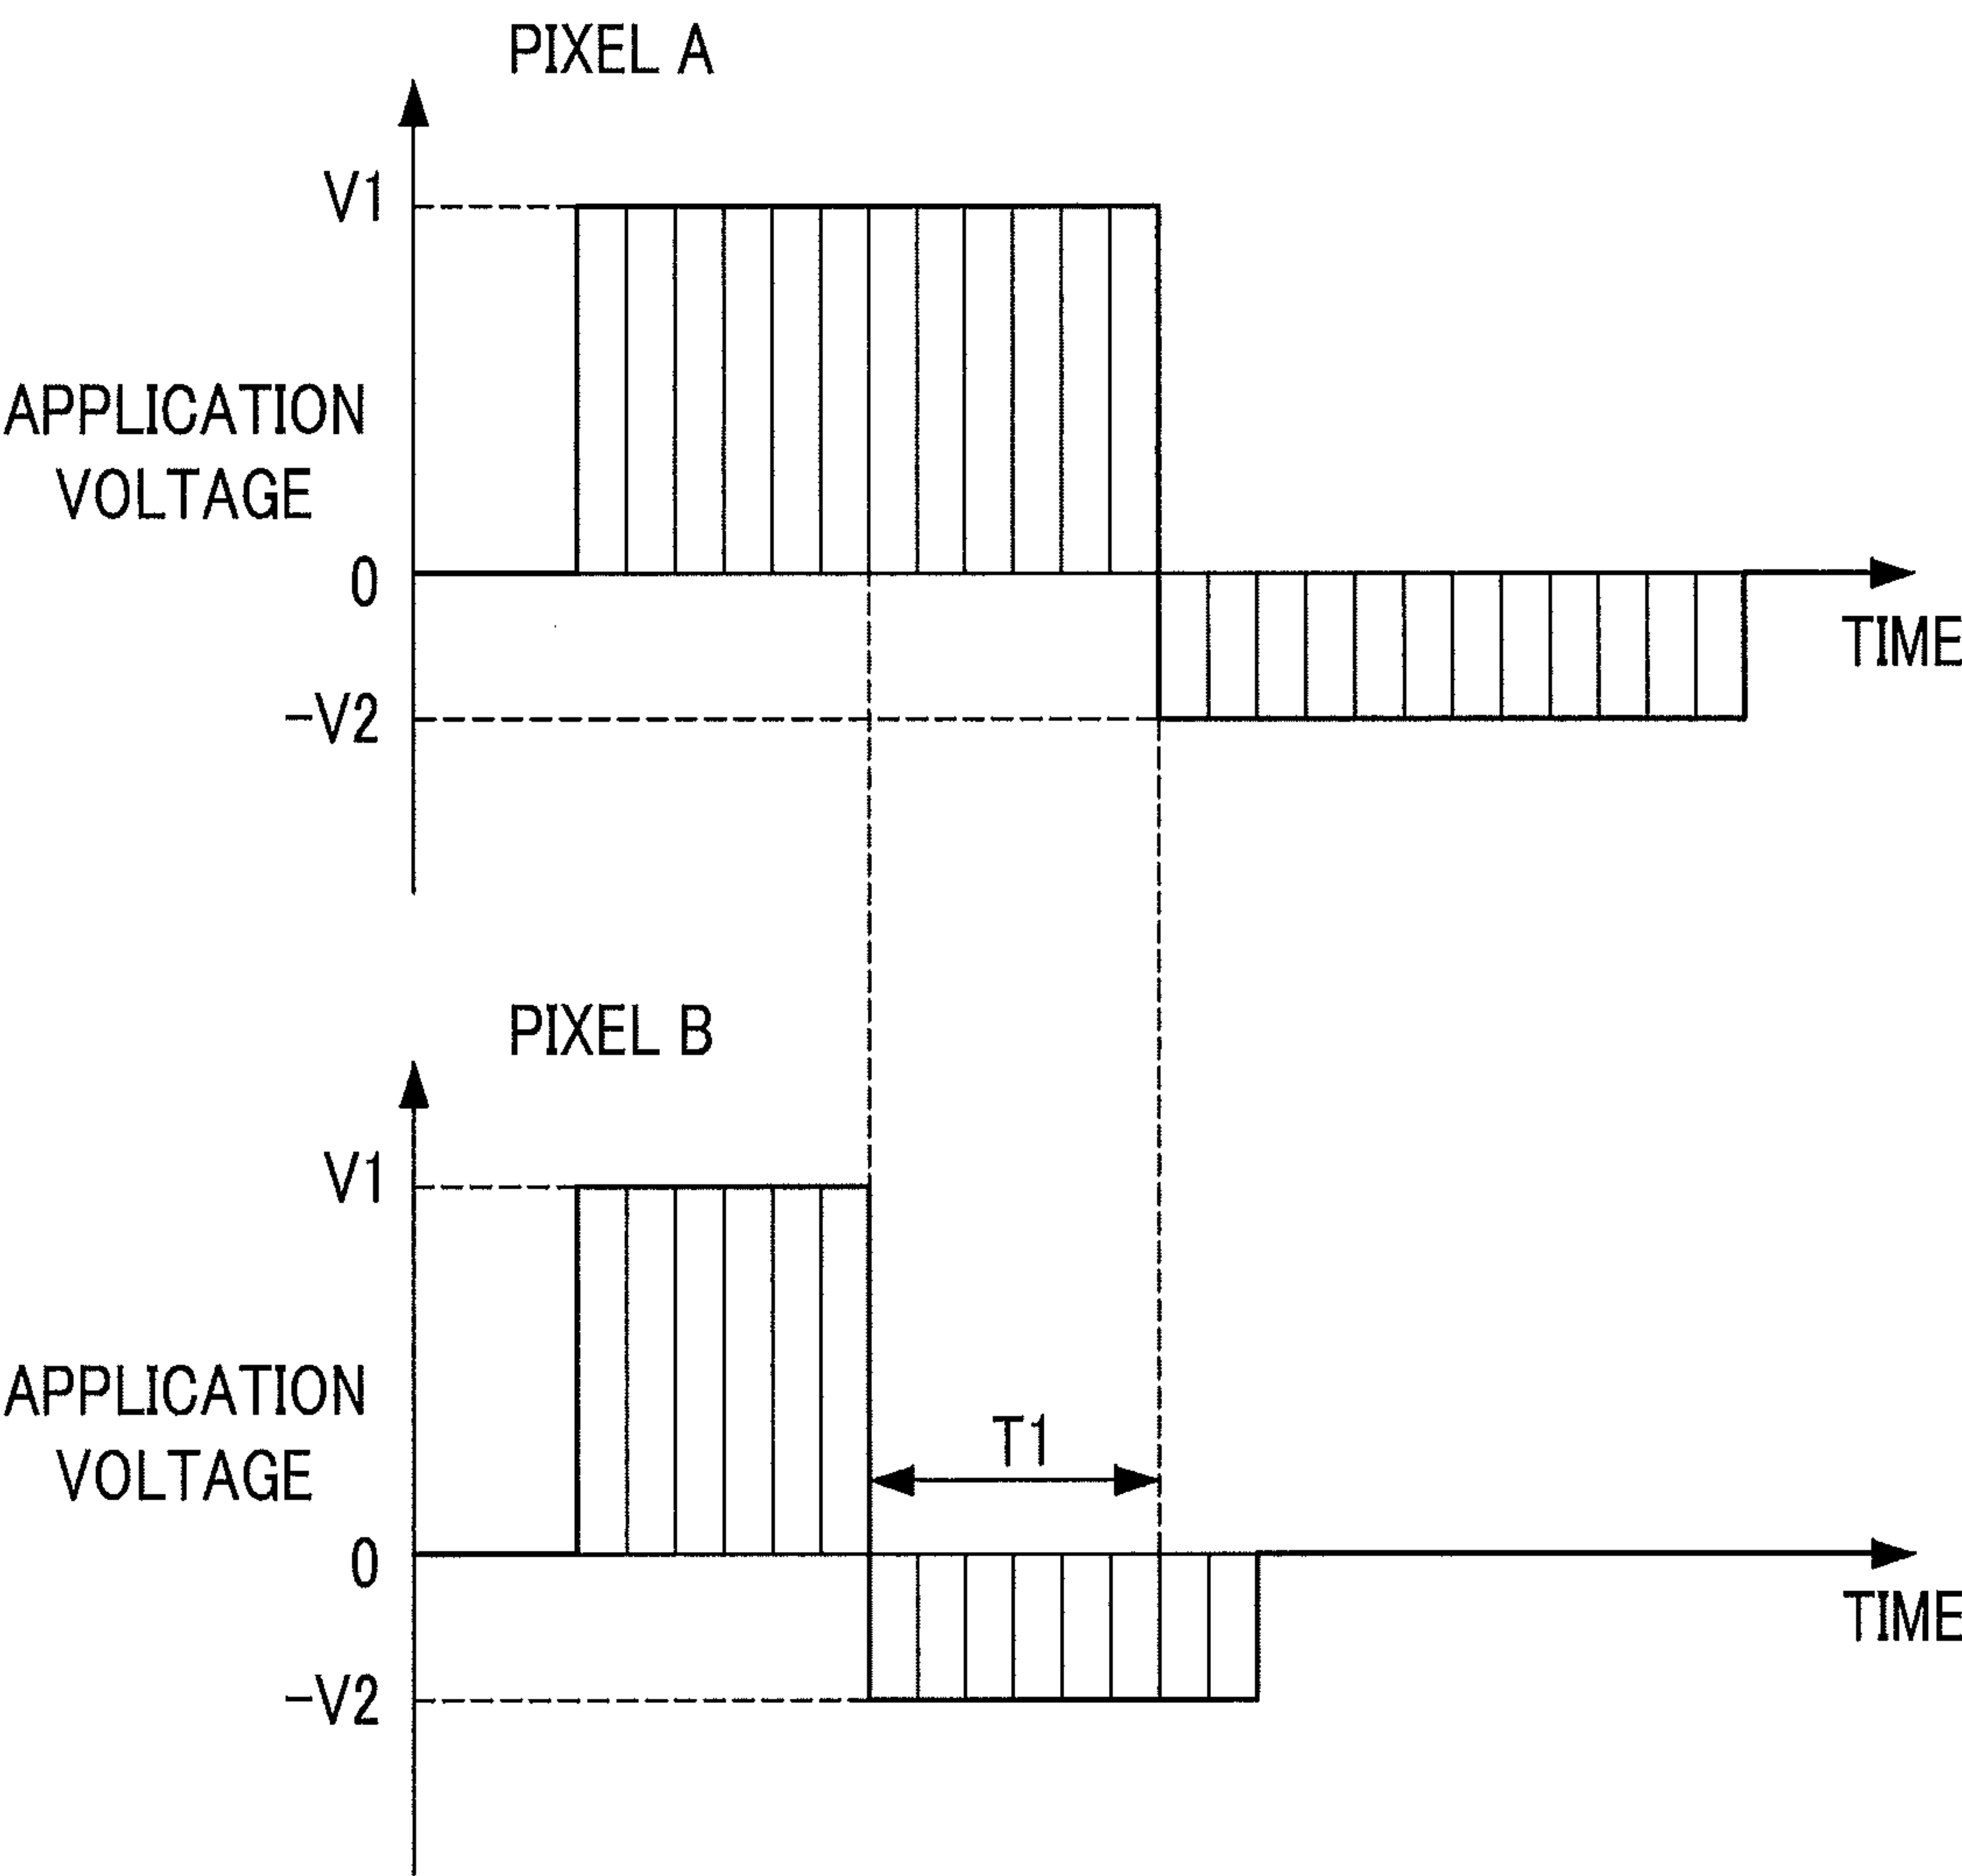 PIXEL A
V1
APPLICATION
VOLTAGE
0
TIME
-V2
PIXEL B
V1
APPLICATION
VOLTAGE
T1
0
TIME
-V2